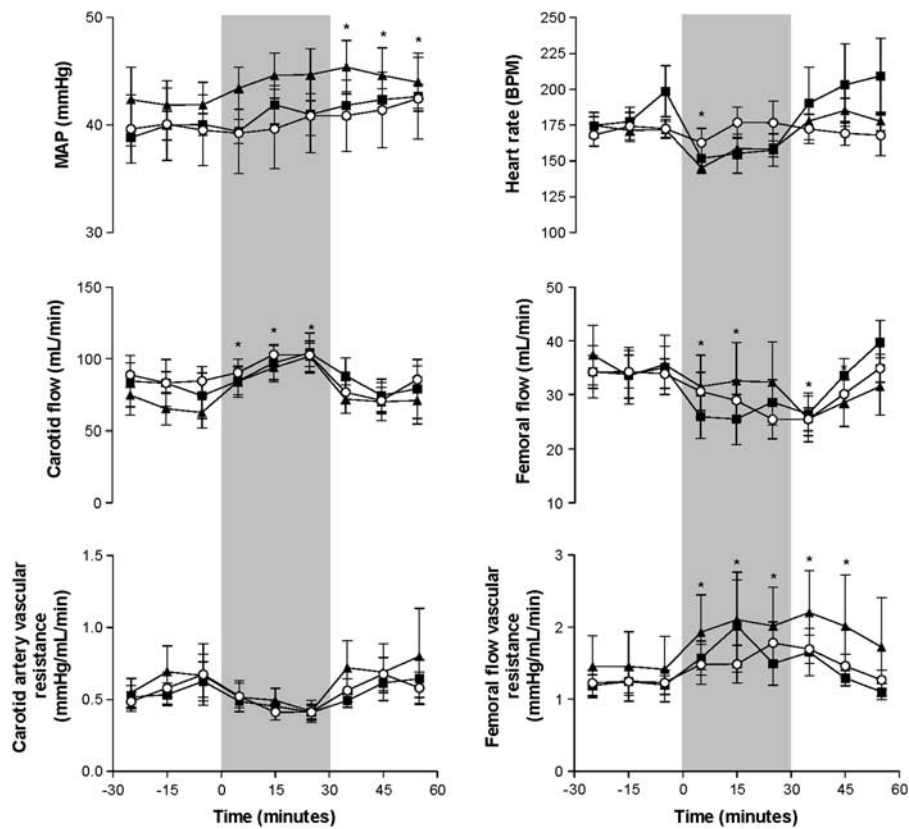 MAP (mmHg)
50
40
30
* * *
Heart rate (BPM)
250
225
200
175
150
125
100
*
Carotid flow (mL/min)
150
100
50
0
* * *
Femoral flow (mL/min)
50
40
30
20
10
* * * *
Carotid artery vascular
resistance
(mmHg/mL/min)
1.5
1.0
0.5
0.0
-30 -15 0 15 30 45 60
Time (minutes)
Femoral flow vascular
resistance
(mmHg/mL/min)
2
2
1
0
* * * * *
-30 -15 0 15 30 45 60
Time (minutes)